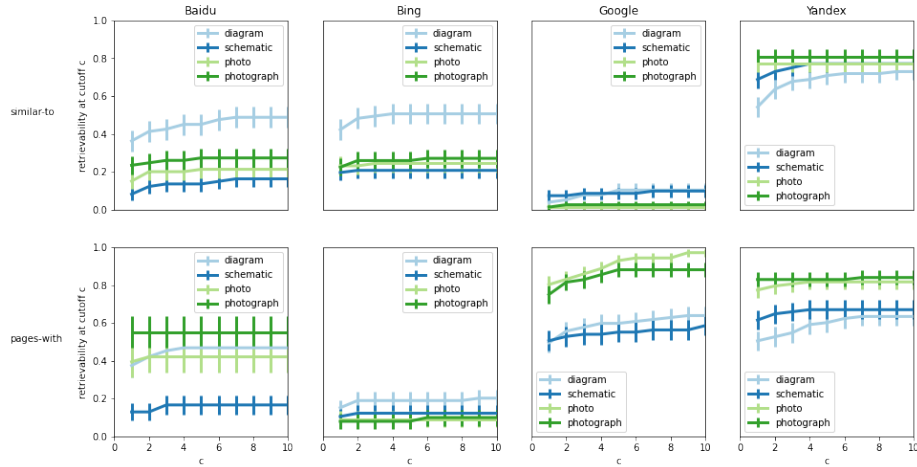 Baidu Bing Google Yandex
similar-to
retrievability at cutoff c
1.0
0.8
0.6
0.4
0.2
0.0
diagram
schematic
photo
photograph
diagram
schematic
photo
photograph
diagram
schematic
photo
photograph
diagram
schematic
photo
photograph
pages-with
retrievability at cutoff c
1.0
0.8
0.6
0.4
0.2
0.0
0 2 4 6 8 10
c
diagram
schematic
photo
photograph
0 2 4 6 8 10
c
diagram
schematic
photo
photograph
0 2 4 6 8 10
c
diagram
schematic
photo
photograph
0 2 4 6 8 10
c
diagram
schematic
photo
photograph